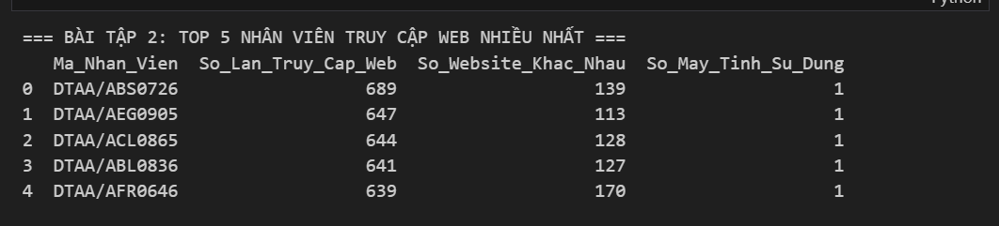 Python
=== BÀI TẬP 2: TOP 5 NHÂN VIÊN TRUY CẬP WEB NHIỀU NHẤT ===
Ma_Nhan_Vien So_Lan_Truy_Cap_Web So_Website_Khac_Nhau So_May_Tinh_Su_Dung
0 DTAA/ABS0726 689 139 1
1 DTAA/AEG0905 647 113 1
2 DTAA/ACL0865 644 128 1
3 DTAA/ABL0836 641 127 1
4 DTAA/AFR0646 639 170 1